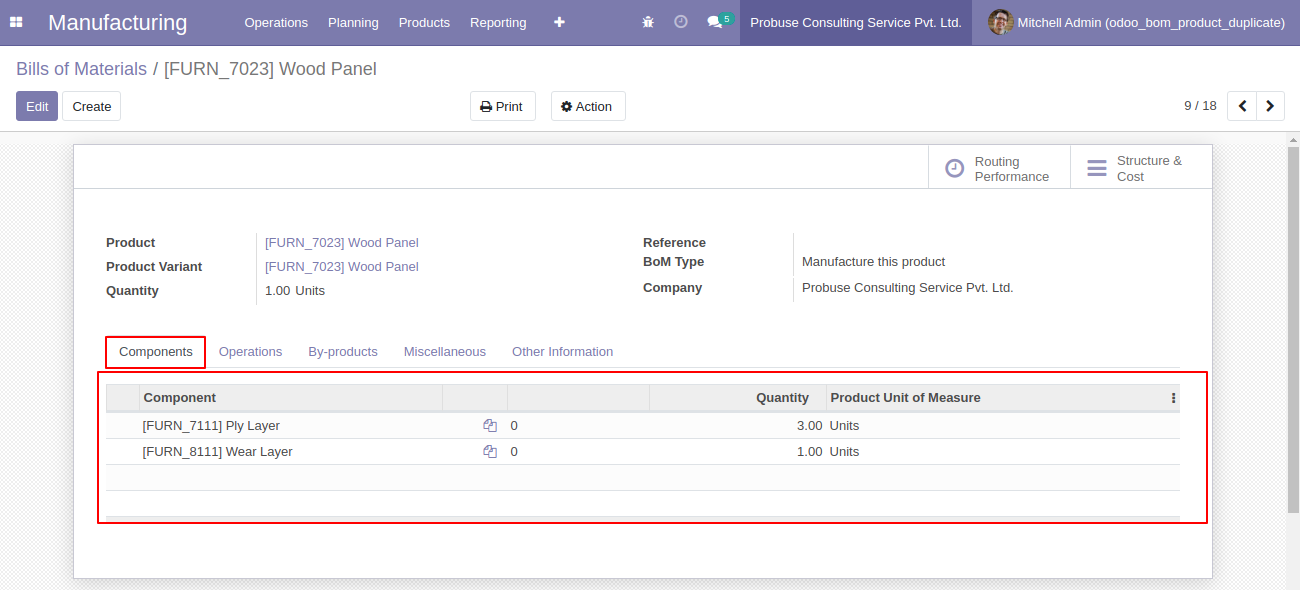 Manufacturing Operations Planning Products Reporting 5 Probuse Consulting Service Pvt. Ltd. Mitchell Admin (odoo_bom_product_duplicate)
Bills of Materials / [FURN_7023] Wood Panel
Edit Create Print Action 9 / 18
Routing Performance
Structure & Cost
Product [FURN_7023] Wood Panel
Product Variant [FURN_7023] Wood Panel
Quantity 1.00 Units
Reference
BoM Type Manufacture this product
Company Probuse Consulting Service Pvt. Ltd.
Components Operations By-products Miscellaneous Other Information
Component Quantity Product Unit of Measure
[FURN_7111] Ply Layer 0 3.00 Units
[FURN_8111] Wear Layer 0 1.00 Units